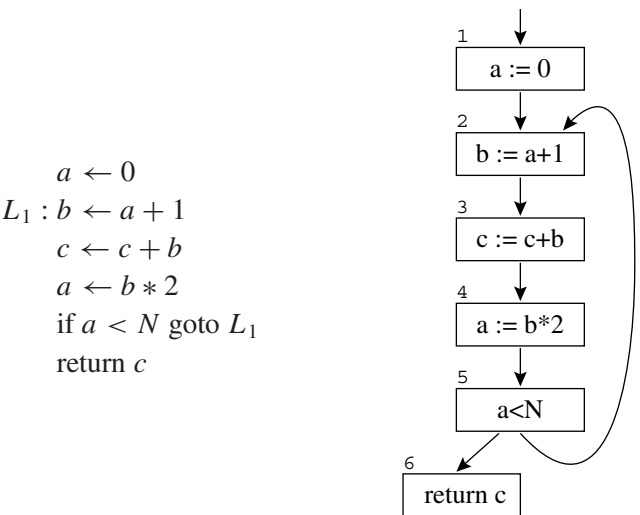 a ← 0
L₁ : b ← a + 1
c ← c + b
a ← b ∗ 2
if a < N goto L₁
return c
1
a := 0
2
b := a+1
3
c := c+b
4
a := b*2
5
a<N
6
return c